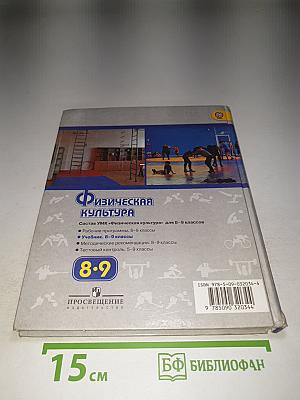 Физическая
культура
Состав УМК «Физическая культура» для 8–9 классов
• Рабочие программы. 5–9 классы
• Учебник. 8–9 классы
• Методические рекомендации. 8–9 классы
• Тестовый контроль. 5–9 классы
8·9
ПРОСВЕЩЕНИЕ
ИЗДАТЕЛЬСТВО
ISBN 978-5-09-032034-4
9 785090 320344
15 см
БФ БИБЛИОФАН